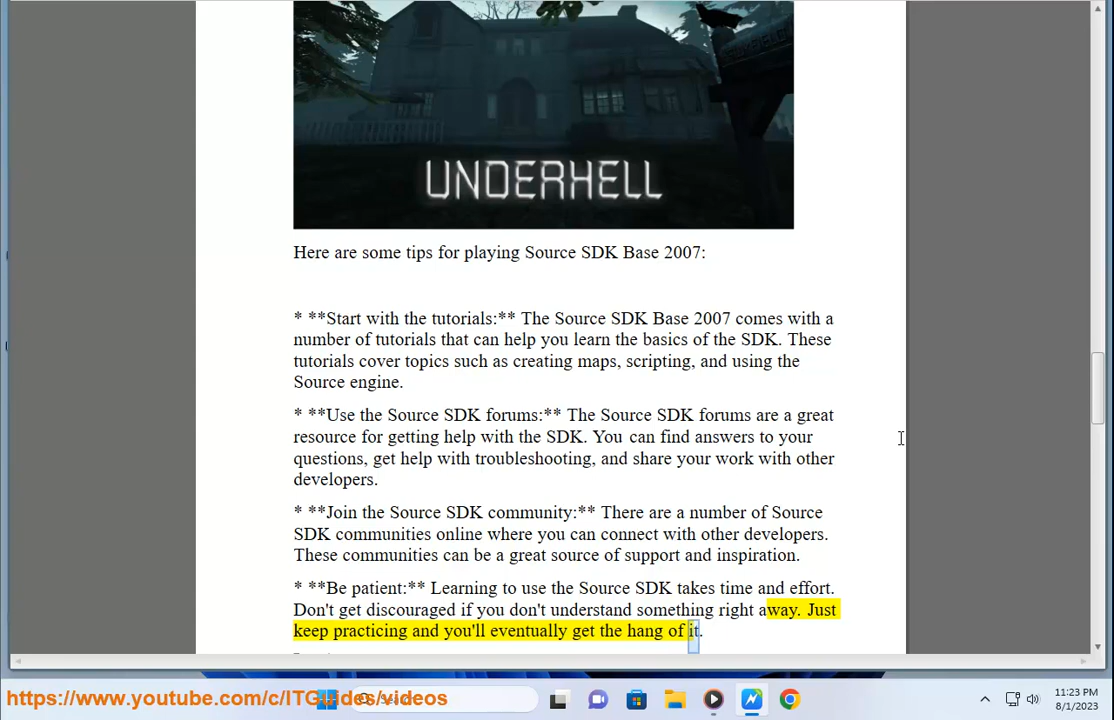 UNDERHELL
Here are some tips for playing Source SDK Base 2007:
* **Start with the tutorials:** The Source SDK Base 2007 comes with a
number of tutorials that can help you learn the basics of the SDK. These
tutorials cover topics such as creating maps, scripting, and using the
Source engine.
* **Use the Source SDK forums:** The Source SDK forums are a great
resource for getting help with the SDK. You can find answers to your
questions, get help with troubleshooting, and share your work with other
developers.
* **Join the Source SDK community:** There are a number of Source
SDK communities online where you can connect with other developers.
These communities can be a great source of support and inspiration.
* **Be patient:** Learning to use the Source SDK takes time and effort.
Don't get discouraged if you don't understand something right away. Just
keep practicing and you'll eventually get the hang of it.
https://www.youtube.com/c/ITGuides/videos
11:23 PM
8/1/2023